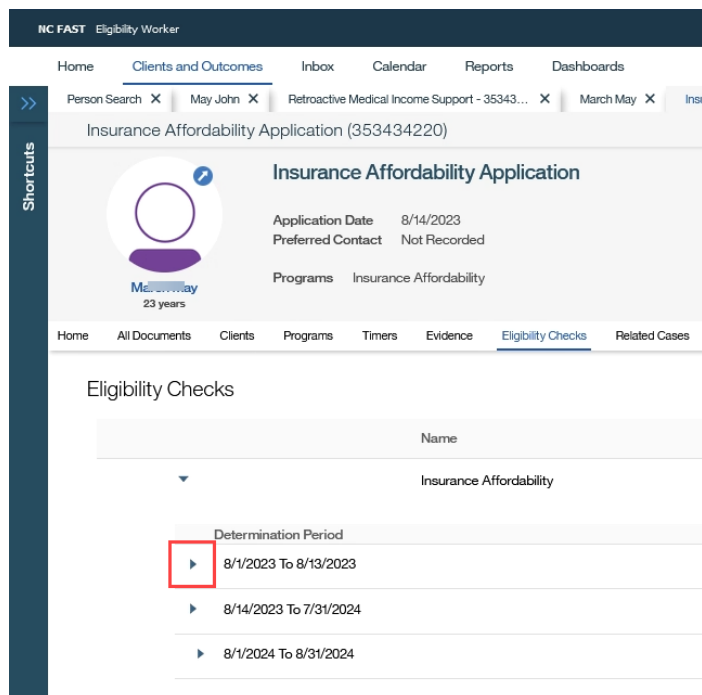 NC FAST Eligibility Worker
Home Clients and Outcomes Inbox Calendar Reports Dashboards
Person Search X May John X Retroactive Medical Income Support - 35343... X March May X Insu
Insurance Affordability Application (353434220)
Shortcuts
Insurance Affordability Application
Application Date 8/14/2023
Preferred Contact Not Recorded
Programs Insurance Affordability
23 years
Home All Documents Clients Programs Timers Evidence Eligibility Checks Related Cases
Eligibility Checks
Name
Insurance Affordability
Determination Period
8/1/2023 To 8/13/2023
8/14/2023 To 7/31/2024
8/1/2024 To 8/31/2024